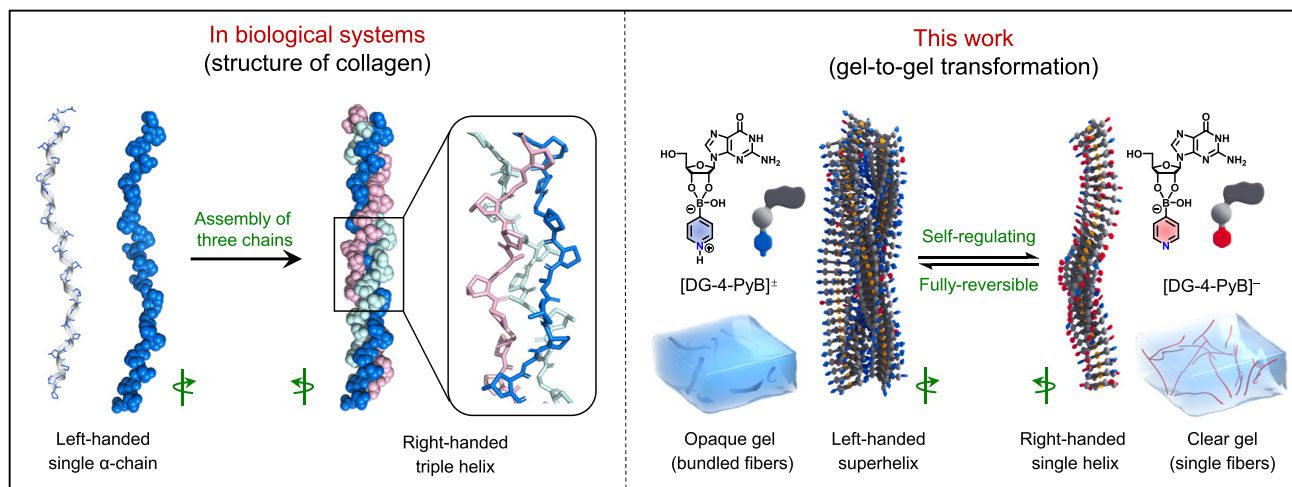 In biological systems
(structure of collagen)
Assembly of
three chains
Left-handed
single α-chain
Right-handed
triple helix
This work
(gel-to-gel transformation)
O
N
NH
N
N
NH₂
HO
O
O
O
B
OH
⊖
N
⊕
H
[DG-4-PyB]±
Self-regulating
Fully-reversible
O
N
NH
N
N
NH₂
HO
O
O
O
B
OH
⊖
N
[DG-4-PyB]⁻
Opaque gel
(bundled fibers)
Left-handed
superhelix
Right-handed
single helix
Clear gel
(single fibers)